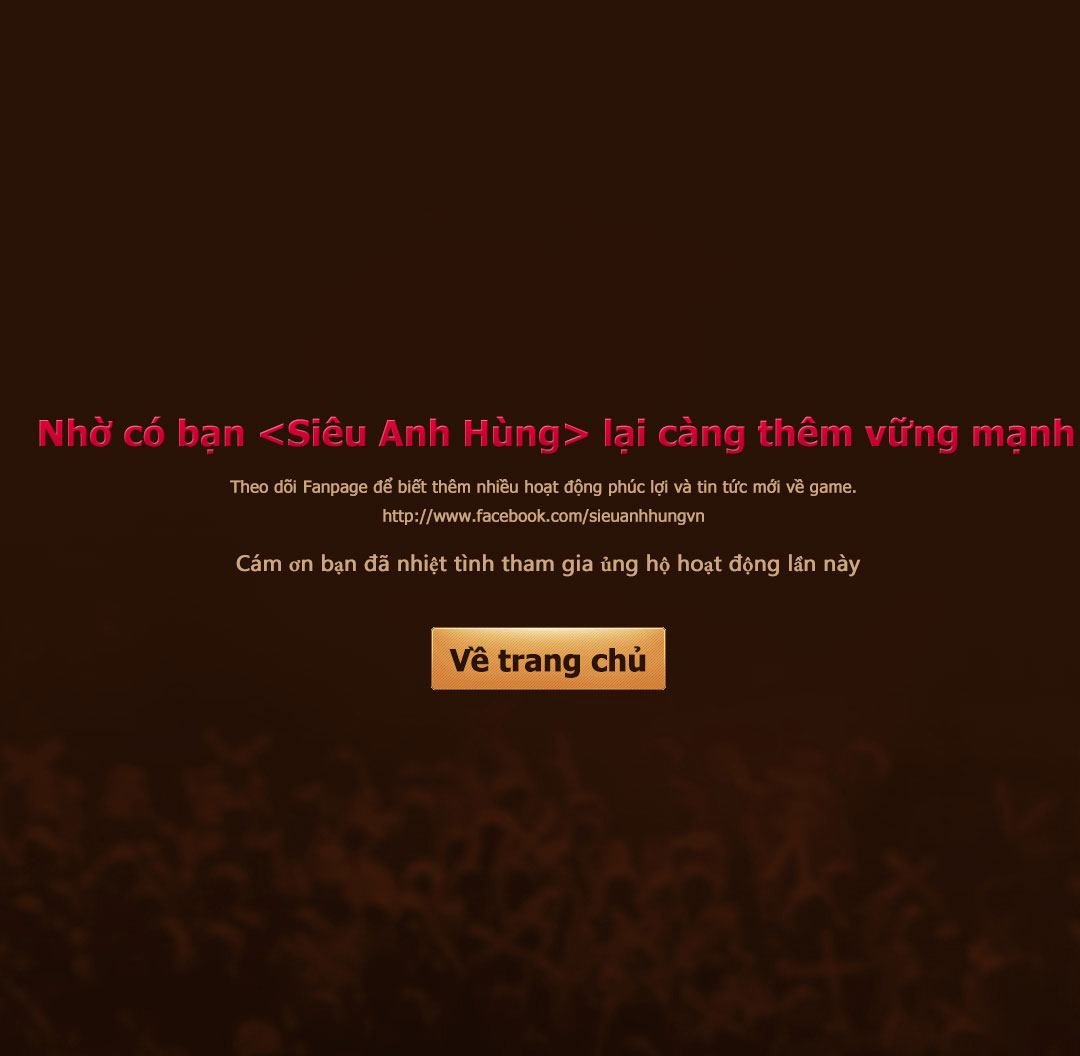 Nhờ có bạn <Siêu Anh Hùng> lại càng thêm vững mạnh
Theo dõi Fanpage để biết thêm nhiều hoạt động phúc lợi và tin tức mới về game.
http://www.facebook.com/sieuanhhungvn
Cám ơn bạn đã nhiệt tình tham gia ủng hộ hoạt động lần này
Về trang chủ